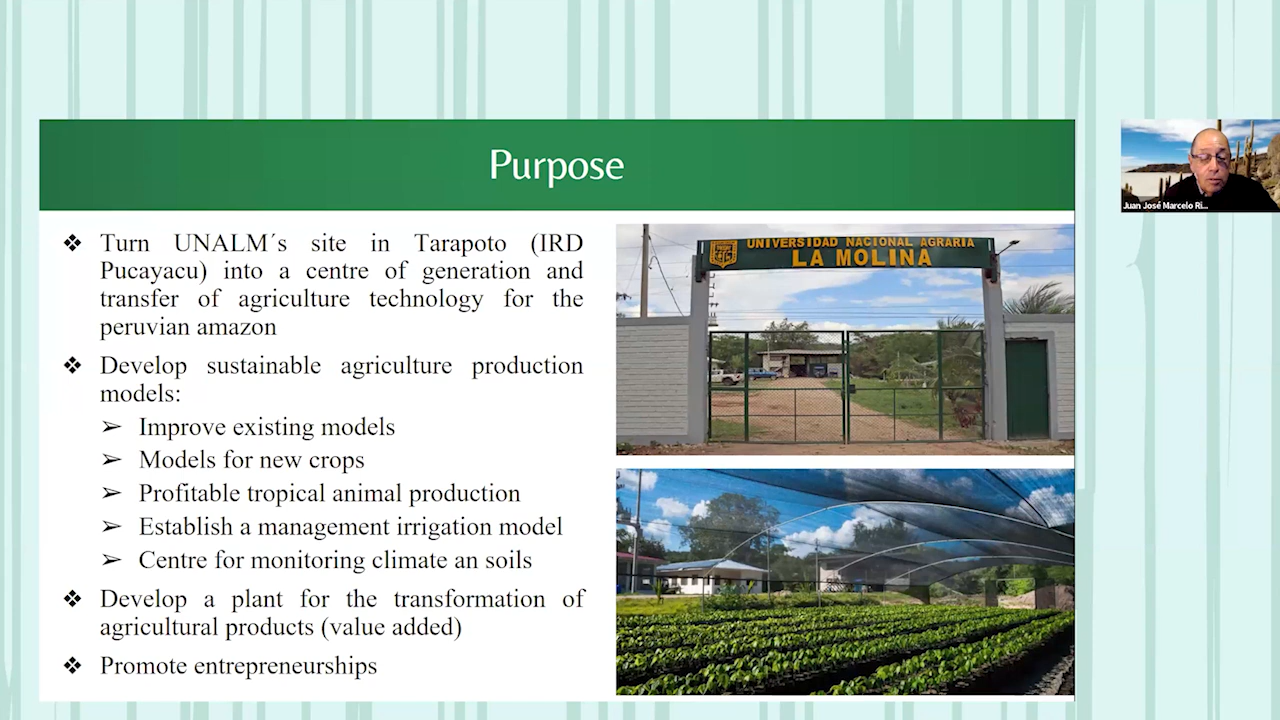 Purpose
❖ Turn UNALM´s site in Tarapoto (IRD
Pucayacu) into a centre of generation and
transfer of agriculture technology for the
peruvian amazon
❖ Develop sustainable agriculture production
models:
➢ Improve existing models
➢ Models for new crops
➢ Profitable tropical animal production
➢ Establish a management irrigation model
➢ Centre for monitoring climate an soils
❖ Develop a plant for the transformation of
agricultural products (value added)
❖ Promote entrepreneurships
UNIVERSIDAD NACIONAL AGRARIA
LA MOLINA
Juan José Marcelo Ri...